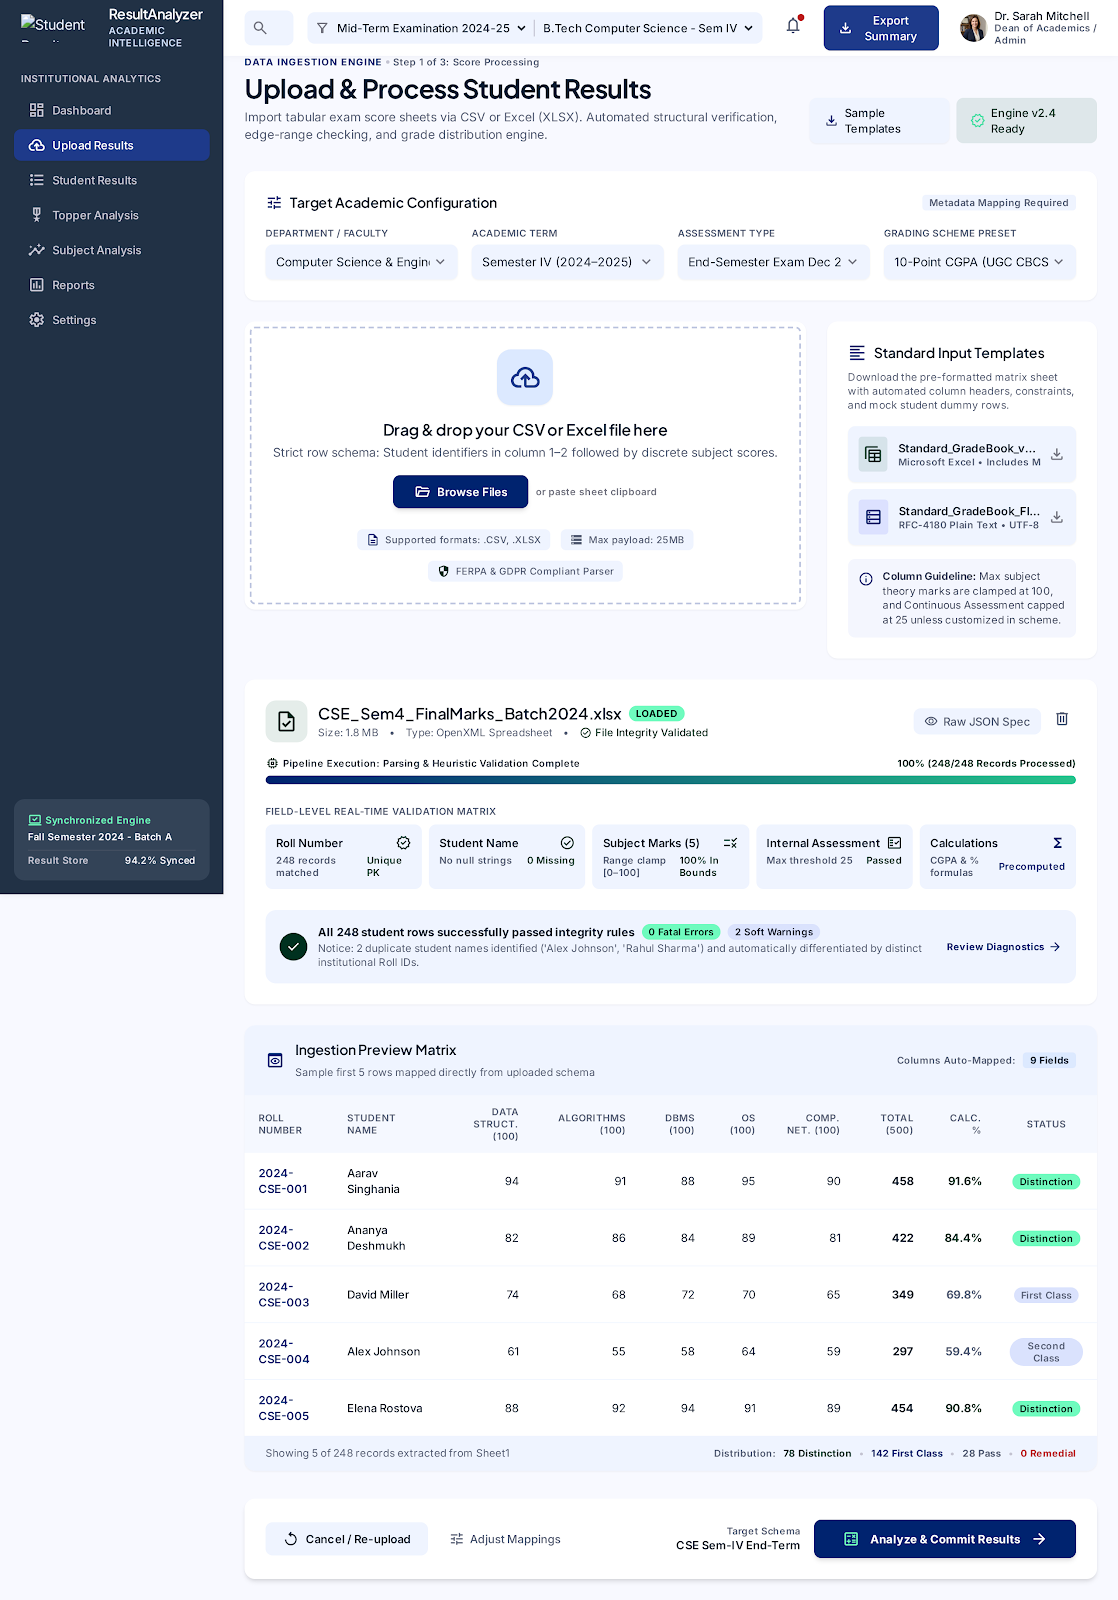 Student
ResultAnalyzer
ACADEMIC
INTELLIGENCE
INSTITUTIONAL ANALYTICS
Dashboard
Upload Results
Student Results
Topper Analysis
Subject Analysis
Reports
Settings
Synchronized Engine
Fall Semester 2024 - Batch A
Result Store 94.2% Synced
Mid-Term Examination 2024-25
B.Tech Computer Science - Sem IV
Export
Summary
Dr. Sarah Mitchell
Dean of Academics /
Admin
DATA INGESTION ENGINE • Step 1 of 3: Score Processing
Upload & Process Student Results
Import tabular exam score sheets via CSV or Excel (XLSX). Automated structural verification,
edge-range checking, and grade distribution engine.
Sample
Templates
Engine v2.4
Ready
Target Academic Configuration
Metadata Mapping Required
DEPARTMENT / FACULTY
Computer Science & Engin
ACADEMIC TERM
Semester IV (2024–2025)
ASSESSMENT TYPE
End-Semester Exam Dec 2
GRADING SCHEME PRESET
10-Point CGPA (UGC CBCS
Drag & drop your CSV or Excel file here
Strict row schema: Student identifiers in column 1–2 followed by discrete subject scores.
Browse Files
or paste sheet clipboard
Supported formats: .CSV, .XLSX
Max payload: 25MB
FERPA & GDPR Compliant Parser
Standard Input Templates
Download the pre-formatted matrix sheet
with automated column headers, constraints,
and mock student dummy rows.
Standard_GradeBook_v...
Microsoft Excel • Includes M
Standard_GradeBook_Fl...
RFC-4180 Plain Text • UTF-8
Column Guideline: Max subject
theory marks are clamped at 100,
and Continuous Assessment capped
at 25 unless customized in scheme.
CSE_Sem4_FinalMarks_Batch2024.xlsx LOADED
Size: 1.8 MB • Type: OpenXML Spreadsheet • File Integrity Validated
Raw JSON Spec
Pipeline Execution: Parsing & Heuristic Validation Complete
100% (248/248 Records Processed)
FIELD-LEVEL REAL-TIME VALIDATION MATRIX
Roll Number
248 records
matched
Unique
PK
Student Name
No null strings 0 Missing
Subject Marks (5)
Range clamp
[0–100]
100% In
Bounds
Internal Assessment
Max threshold 25 Passed
Calculations
CGPA & %
formulas
Precomputed
All 248 student rows successfully passed integrity rules 0 Fatal Errors 2 Soft Warnings
Notice: 2 duplicate student names identified ('Alex Johnson', 'Rahul Sharma') and automatically differentiated by distinct
institutional Roll IDs.
Review Diagnostics
Ingestion Preview Matrix
Sample first 5 rows mapped directly from uploaded schema
Columns Auto-Mapped: 9 Fields
ROLL
NUMBER
STUDENT
NAME
DATA
STRUCT.
(100)
ALGORITHMS
(100)
DBMS
(100)
OS
(100)
COMP.
NET. (100)
TOTAL
(500)
CALC.
%
STATUS
2024-
CSE-001
Aarav
Singhania
94 91 88 95 90 458 91.6% Distinction
2024-
CSE-002
Ananya
Deshmukh
82 86 84 89 81 422 84.4% Distinction
2024-
CSE-003
David Miller 74 68 72 70 65 349 69.8% First Class
2024-
CSE-004
Alex Johnson 61 55 58 64 59 297 59.4% Second
Class
2024-
CSE-005
Elena Rostova 88 92 94 91 89 454 90.8% Distinction
Showing 5 of 248 records extracted from Sheet1
Distribution: 78 Distinction • 142 First Class • 28 Pass • 0 Remedial
Cancel / Re-upload
Adjust Mappings
Target Schema
CSE Sem-IV End-Term
Analyze & Commit Results